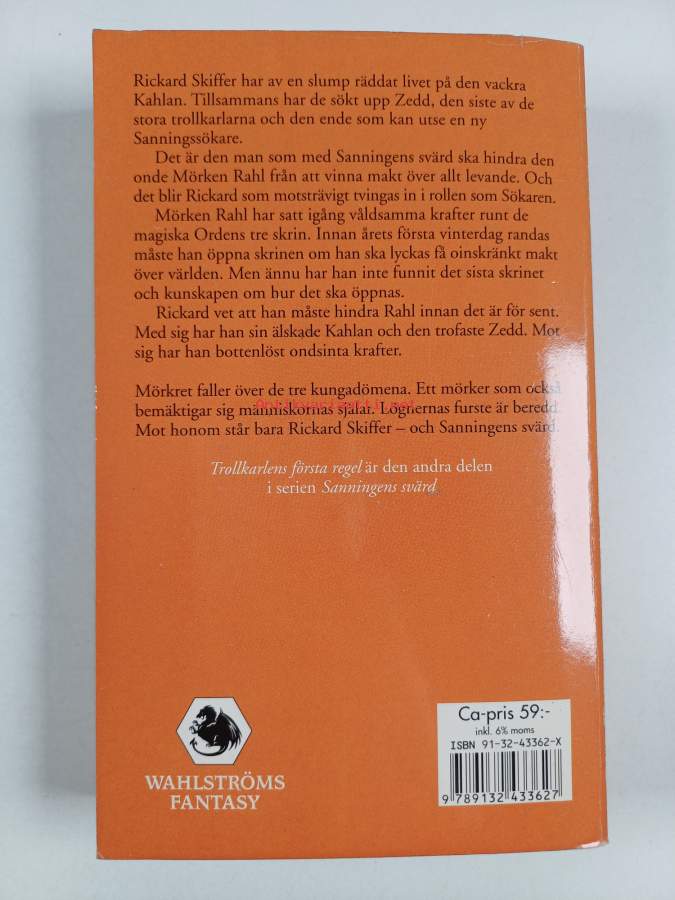 Rickard Skiffer har av en slump räddat livet på den vackra
Kahlan. Tillsammans har de sökt upp Zedd, den siste av de
stora trollkarlarna och den ende som kan utse en ny
Sanningssökare.
Det är den man som med Sanningens svärd ska hindra den
onde Mörken Rahl från att vinna makt över allt levande. Och
det blir Rickard som motsträvigt tvingas in i rollen som Sökaren.
Mörken Rahl har satt igång våldsamma krafter runt de
magiska Ordens tre skrin. Innan årets första vinterdag randas
måste han öppna skrinen om han ska lyckas få oinskränkt makt
över världen. Men ännu har han inte funnit det sista skrinet
och kunskapen om hur det ska öppnas.
Rickard vet att han måste hindra Rahl innan det är för sent.
Med sig har han sin älskade Kahlan och den trofaste Zedd. Mot
sig har han bottenlöst ondsinta krafter.
Mörkret faller över de tre kungadömena. Ett mörker som också
bemäktigar sig människornas själar. Lögnernas furste är beredd.
Mot honom står bara Rickard Skiffer – och Sanningens svärd.
Trollkarlens första regel är den andra delen
i serien Sanningens svärd
WAHLSTRÖMS
FANTASY
Ca-pris 59:-
inkl. 6% moms
ISBN 91-32-43362-X
9 789132 433627